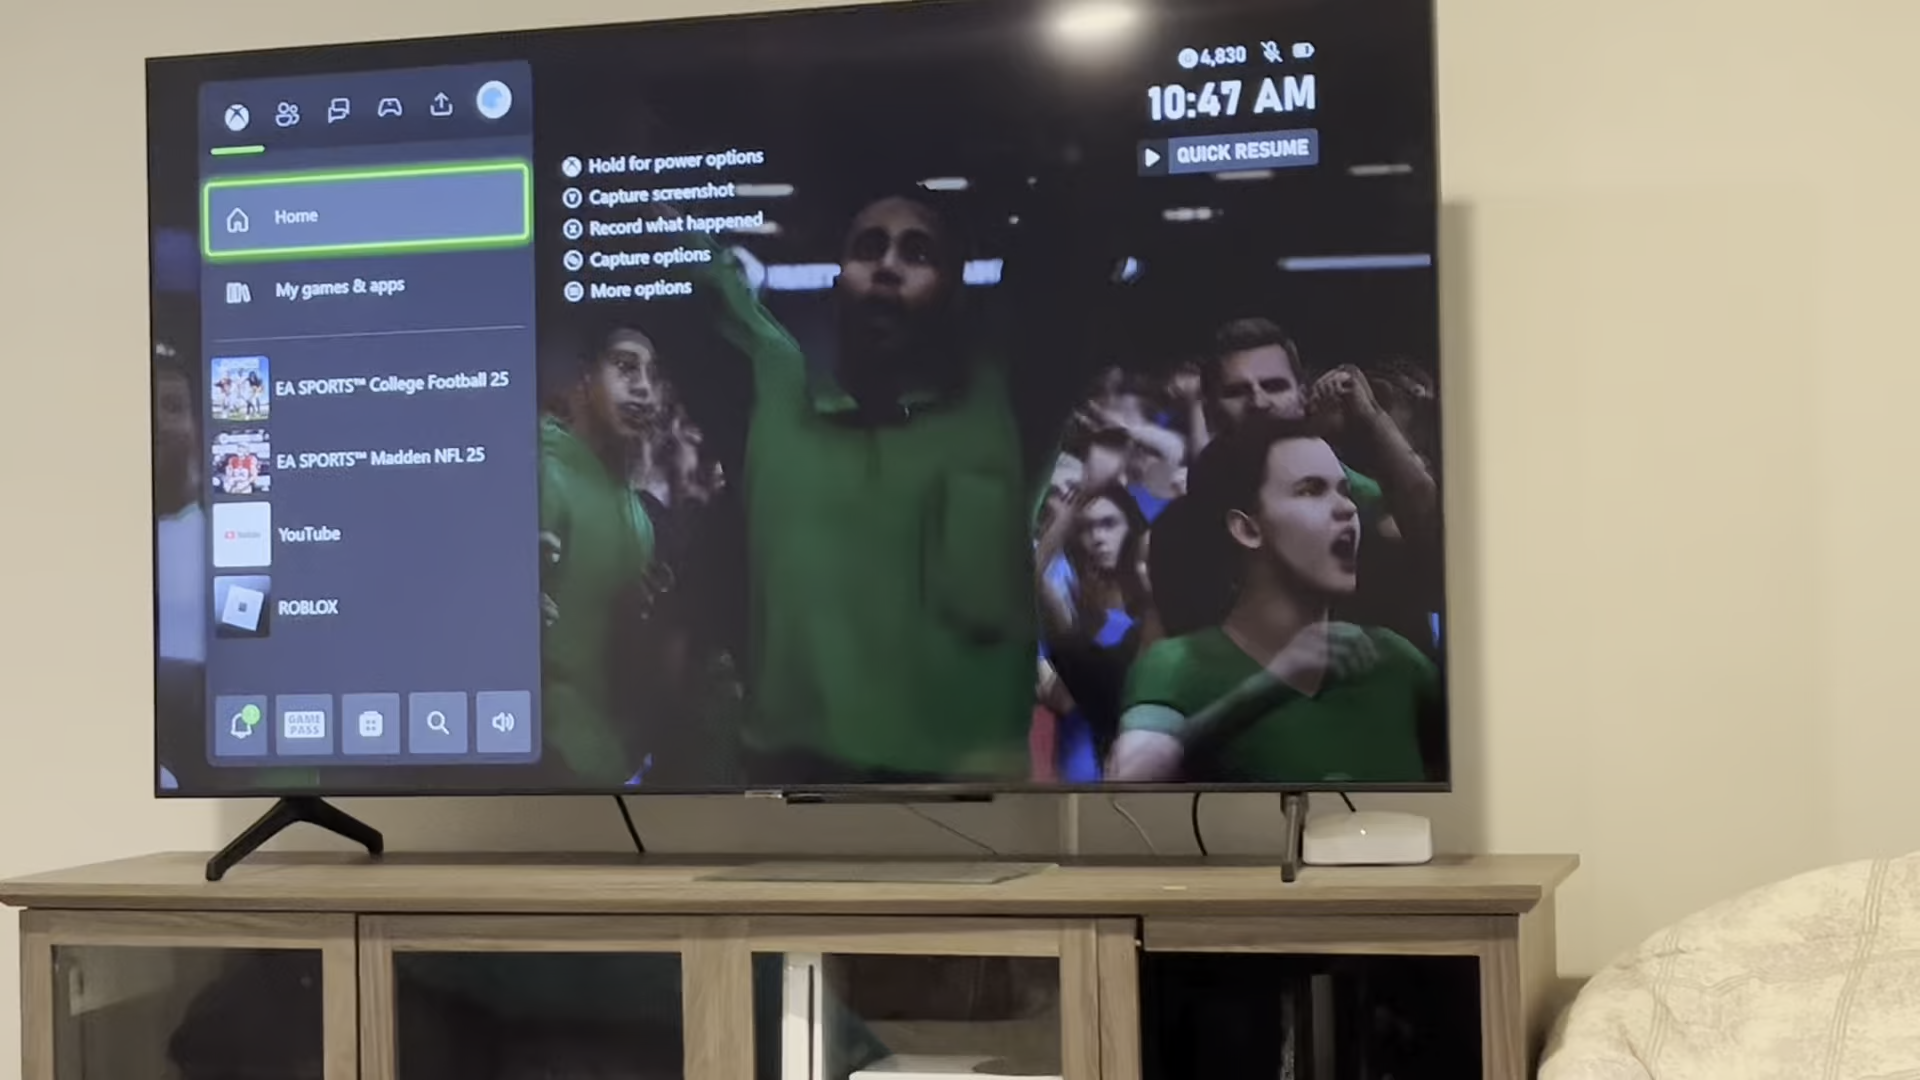 4,830
10:47 AM
QUICK RESUME
Hold for power options
Capture screenshot
Record what happened
Capture options
More options
Home
My games & apps
EA SPORTS™ College Football 25
EA SPORTS™ Madden NFL 25
YouTube
ROBLOX
GAME
PASS